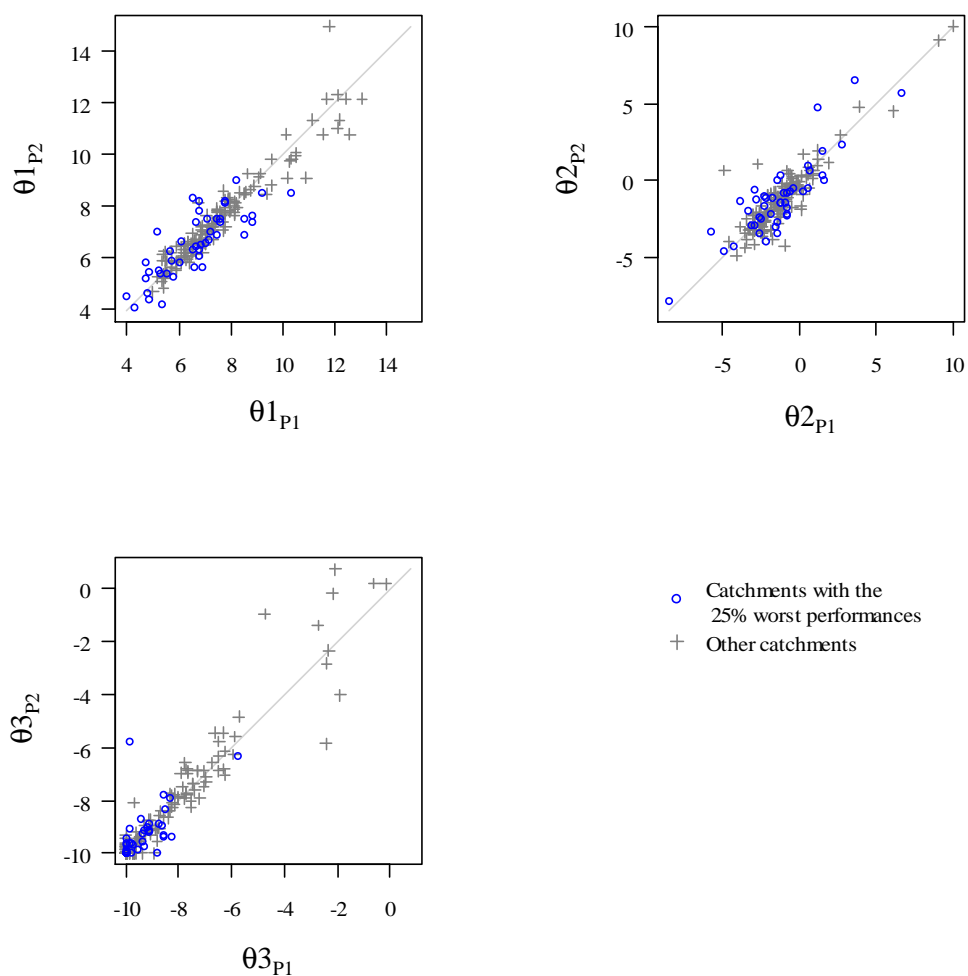 14
12
10
8
6
4
θ1P2
4 6 8 10 12 14
θ1P1
10
5
0
-5
θ2P2
-5 0 5 10
θ2P1
0
-2
-4
-6
-8
-10
θ3P2
-10 -8 -6 -4 -2 0
θ3P1
Catchments with the
25% worst performances
Other catchments